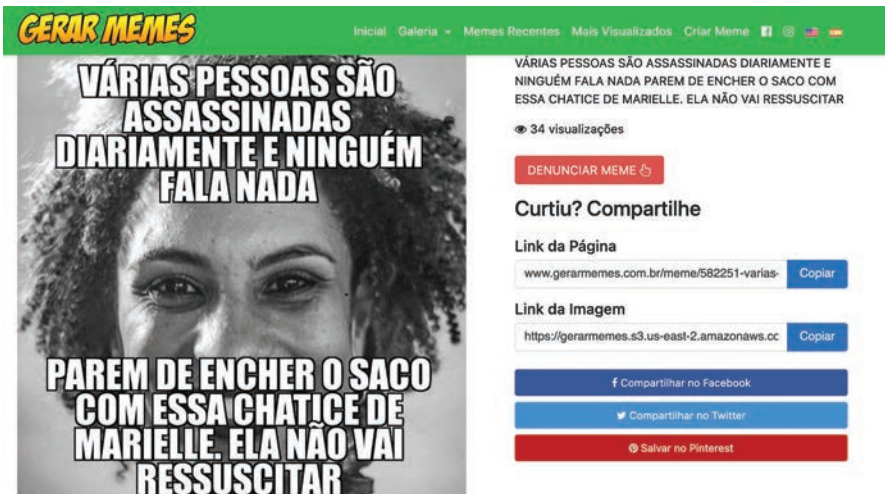 GERAR MEMES
Inicial Galeria Memes Recentes Mais Visualizados Criar Meme
VÁRIAS PESSOAS SÃO
ASSASSINADAS
DIARIAMENTE E NINGUÉM
FALA NADA
PAREM DE ENCHER O SACO
COM ESSA CHATICE DE
MARIELLE. ELA NÃO VAI
RESSUSCITAR
VÁRIAS PESSOAS SÃO ASSASSINADAS DIARIAMENTE E
NINGUÉM FALA NADA PAREM DE ENCHER O SACO COM
ESSA CHATICE DE MARIELLE. ELA NÃO VAI RESSUSCITAR
34 visualizações
DENUNCIAR MEME
Curtiu? Compartilhe
Link da Página
www.gerarmemes.com.br/meme/582251-varias-
Copiar
Link da Imagem
https://gerarmemes.s3.us-east-2.amazonaws.cc
Copiar
Compartilhar no Facebook
Compartilhar no Twitter
Salvar no Pinterest